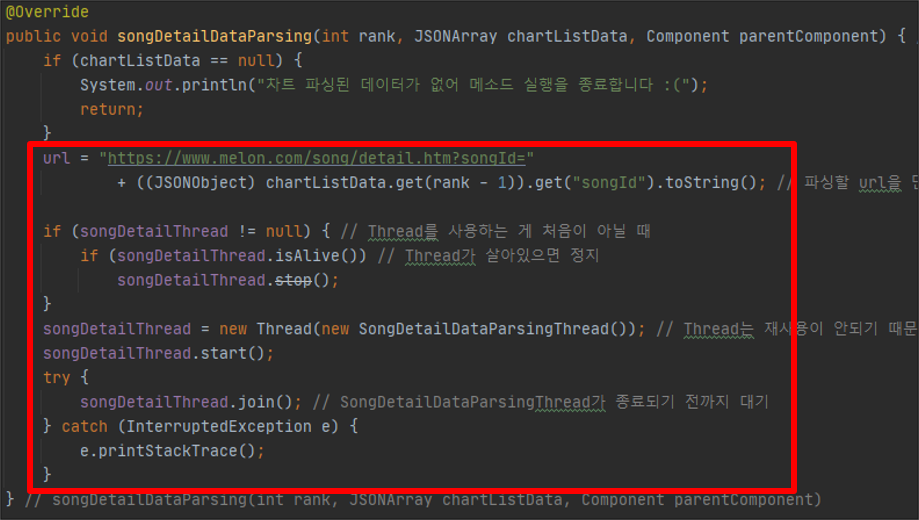 @Override
public void songDetailDataParsing(int rank, JSONArray chartListData, Component parentComponent) {
if (chartListData == null) {
System.out.println("차트 파싱된 데이터가 없어 메소드 실행을 종료합니다 :(");
return;
}
url = "https://www.melon.com/song/detail.htm?songId="
+ ((JSONObject) chartListData.get(rank - 1)).get("songId").toString(); // 파싱할 url을
if (songDetailThread != null) { // Thread를 사용하는 게 처음이 아닐 때
if (songDetailThread.isAlive()) // Thread가 살아있으면 정지
songDetailThread.stop();
}
songDetailThread = new Thread(new SongDetailDataParsingThread()); // Thread는 재사용이 안되기 때문
songDetailThread.start();
try {
songDetailThread.join(); // SongDetailDataParsingThread가 종료되기 전까지 대기
} catch (InterruptedException e) {
e.printStackTrace();
}
} // songDetailDataParsing(int rank, JSONArray chartListData, Component parentComponent)